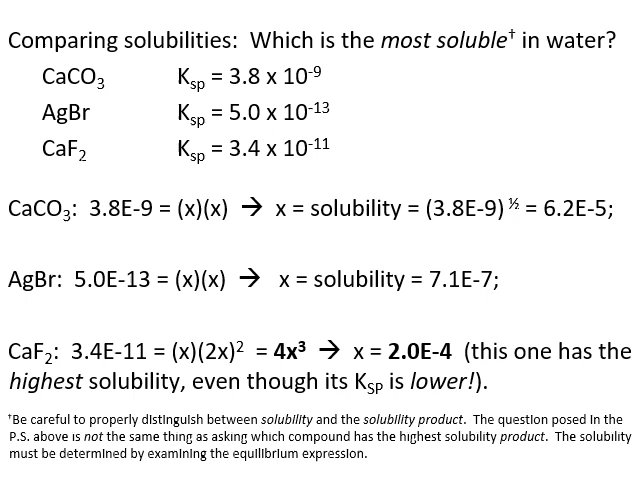 Comparing solubilities:  Which is the most soluble† in water?
CaCO₃ Kₛₚ = 3.8 x 10⁻⁹
AgBr Kₛₚ = 5.0 x 10⁻¹³
CaF₂ Kₛₚ = 3.4 x 10⁻¹¹
CaCO₃:  3.8E-9 = (x)(x) → x = solubility = (3.8E-9) ^½ = 6.2E-5;
AgBr:  5.0E-13 = (x)(x) → x = solubility = 7.1E-7;
CaF₂:  3.4E-11 = (x)(2x)² = 4x³ → x = 2.0E-4 (this one has the
highest solubility, even though its K_SP is lower!).
†Be careful to properly distinguish between solubility and the solubility product.  The question posed in the
P.S. above is not the same thing as asking which compound has the highest solubility product.  The solubility
must be determined by examining the equilibrium expression.